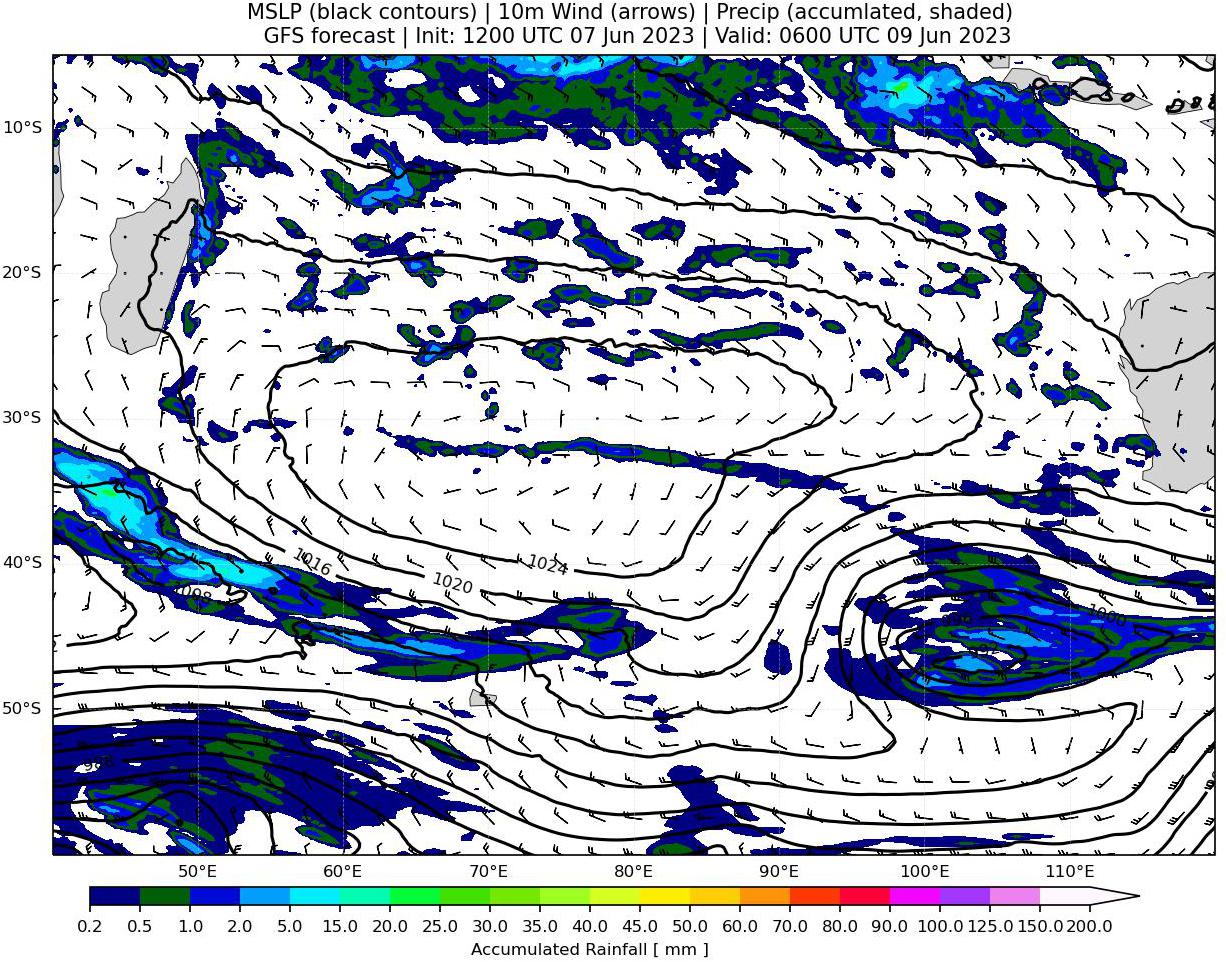 MSLP (black contours) | 10m Wind (arrows) | Precip (accumlated, shaded)
GFS forecast | Init: 1200 UTC 07 Jun 2023 | Valid: 0600 UTC 09 Jun 2023
10°S
20°S
30°S
1016
1024
1020
40°S
1000
996
992
50°S
988
50°E 60°E 70°E 80°E 90°E 100°E 110°E
0.2 0.5 1.0 2.0 5.0 15.0 20.0 25.0 30.0 35.0 40.0 45.0 50.0 60.0 70.0 80.0 90.0 100.0 125.0 150.0 200.0
Accumulated Rainfall [ mm ]